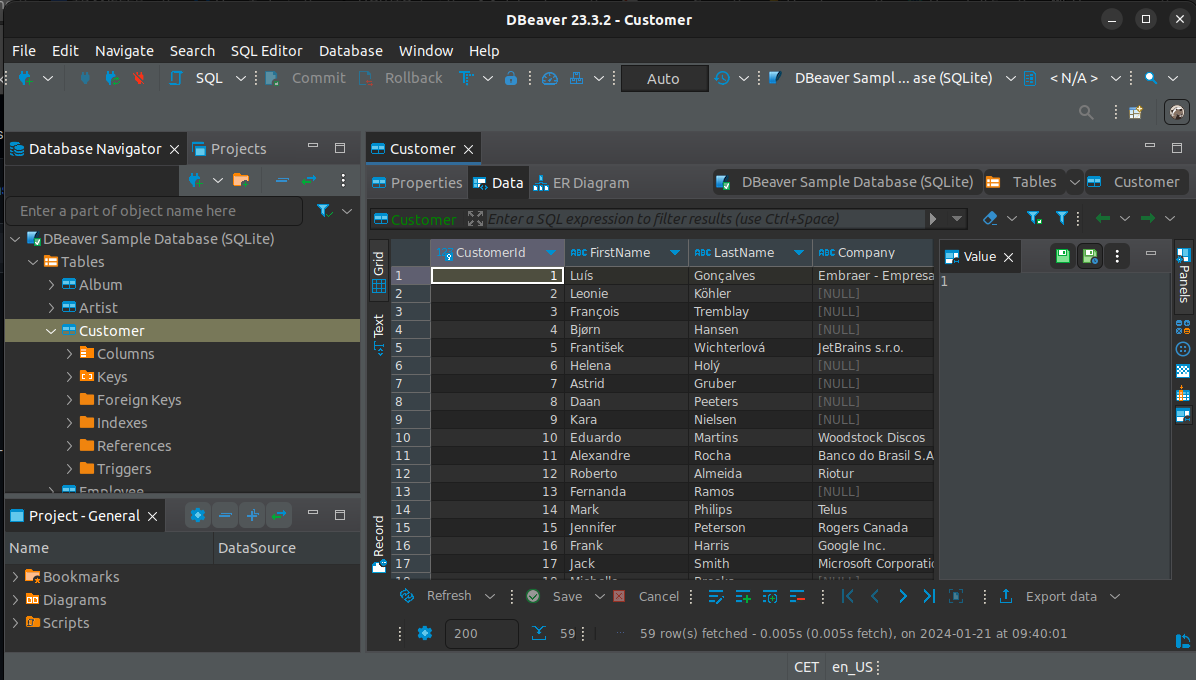 DBeaver 23.3.2 - Customer
File Edit Navigate Search SQL Editor Database Window Help
SQL Commit Rollback Auto DBeaver Sampl ... ase (SQLite) < N/A >
Database Navigator Projects
Enter a part of object name here
DBeaver Sample Database (SQLite)
Tables
Album
Artist
Customer
Columns
Keys
Foreign Keys
Indexes
References
Triggers
Employee
Project - General
Name DataSource
Bookmarks
Diagrams
Scripts
Customer
Properties Data ER Diagram DBeaver Sample Database (SQLite) Tables Customer
Customer Enter a SQL expression to filter results (use Ctrl+Space)
Grid
Text
Record
CustomerId FirstName LastName Company
1 1 Luís Gonçalves Embraer - Empresa
2 2 Leonie Köhler [NULL]
3 3 François Tremblay [NULL]
4 4 Bjørn Hansen [NULL]
5 5 František Wichterlová JetBrains s.r.o.
6 6 Helena Holý [NULL]
7 7 Astrid Gruber [NULL]
8 8 Daan Peeters [NULL]
9 9 Kara Nielsen [NULL]
10 10 Eduardo Martins Woodstock Discos
11 11 Alexandre Rocha Banco do Brasil S.A
12 12 Roberto Almeida Riotur
13 13 Fernanda Ramos [NULL]
14 14 Mark Philips Telus
15 15 Jennifer Peterson Rogers Canada
16 16 Frank Harris Google Inc.
17 17 Jack Smith Microsoft Corporatio
Value
1
Panels
Refresh Save Cancel Export data
200 59 59 row(s) fetched - 0.005s (0.005s fetch), on 2024-01-21 at 09:40:01
CET en_US